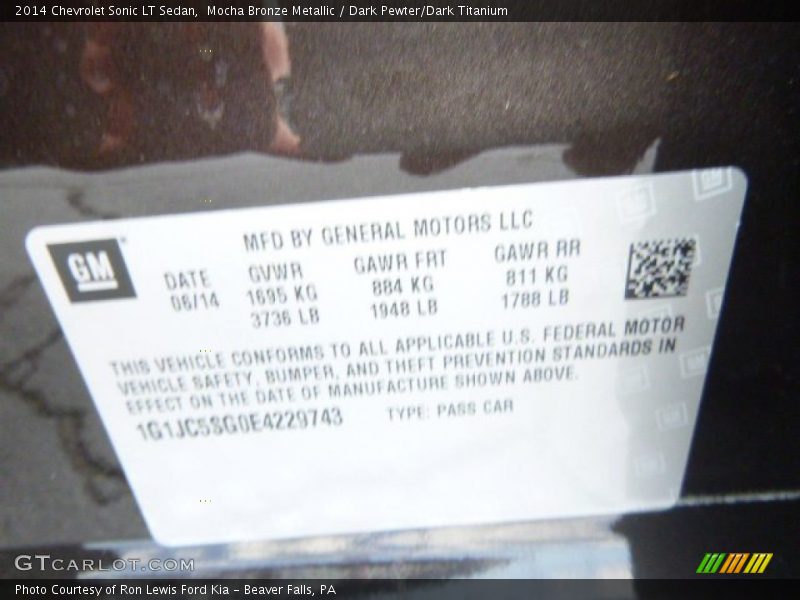 2014 Chevrolet Sonic LT Sedan, Mocha Bronze Metallic / Dark Pewter/Dark Titanium
MFD BY GENERAL MOTORS LLC
GM
DATE GVWR GAWR FRT GAWR RR
06/14 1695 KG 884 KG 811 KG
3736 LB 1948 LB 1788 LB
THIS VEHICLE CONFORMS TO ALL APPLICABLE U.S. FEDERAL MOTOR
VEHICLE SAFETY, BUMPER, AND THEFT PREVENTION STANDARDS IN
EFFECT ON THE DATE OF MANUFACTURE SHOWN ABOVE.
1G1JC5SG0E4229743 TYPE: PASS CAR
GTCARLOT.COM
Photo Courtesy of Ron Lewis Ford Kia - Beaver Falls, PA